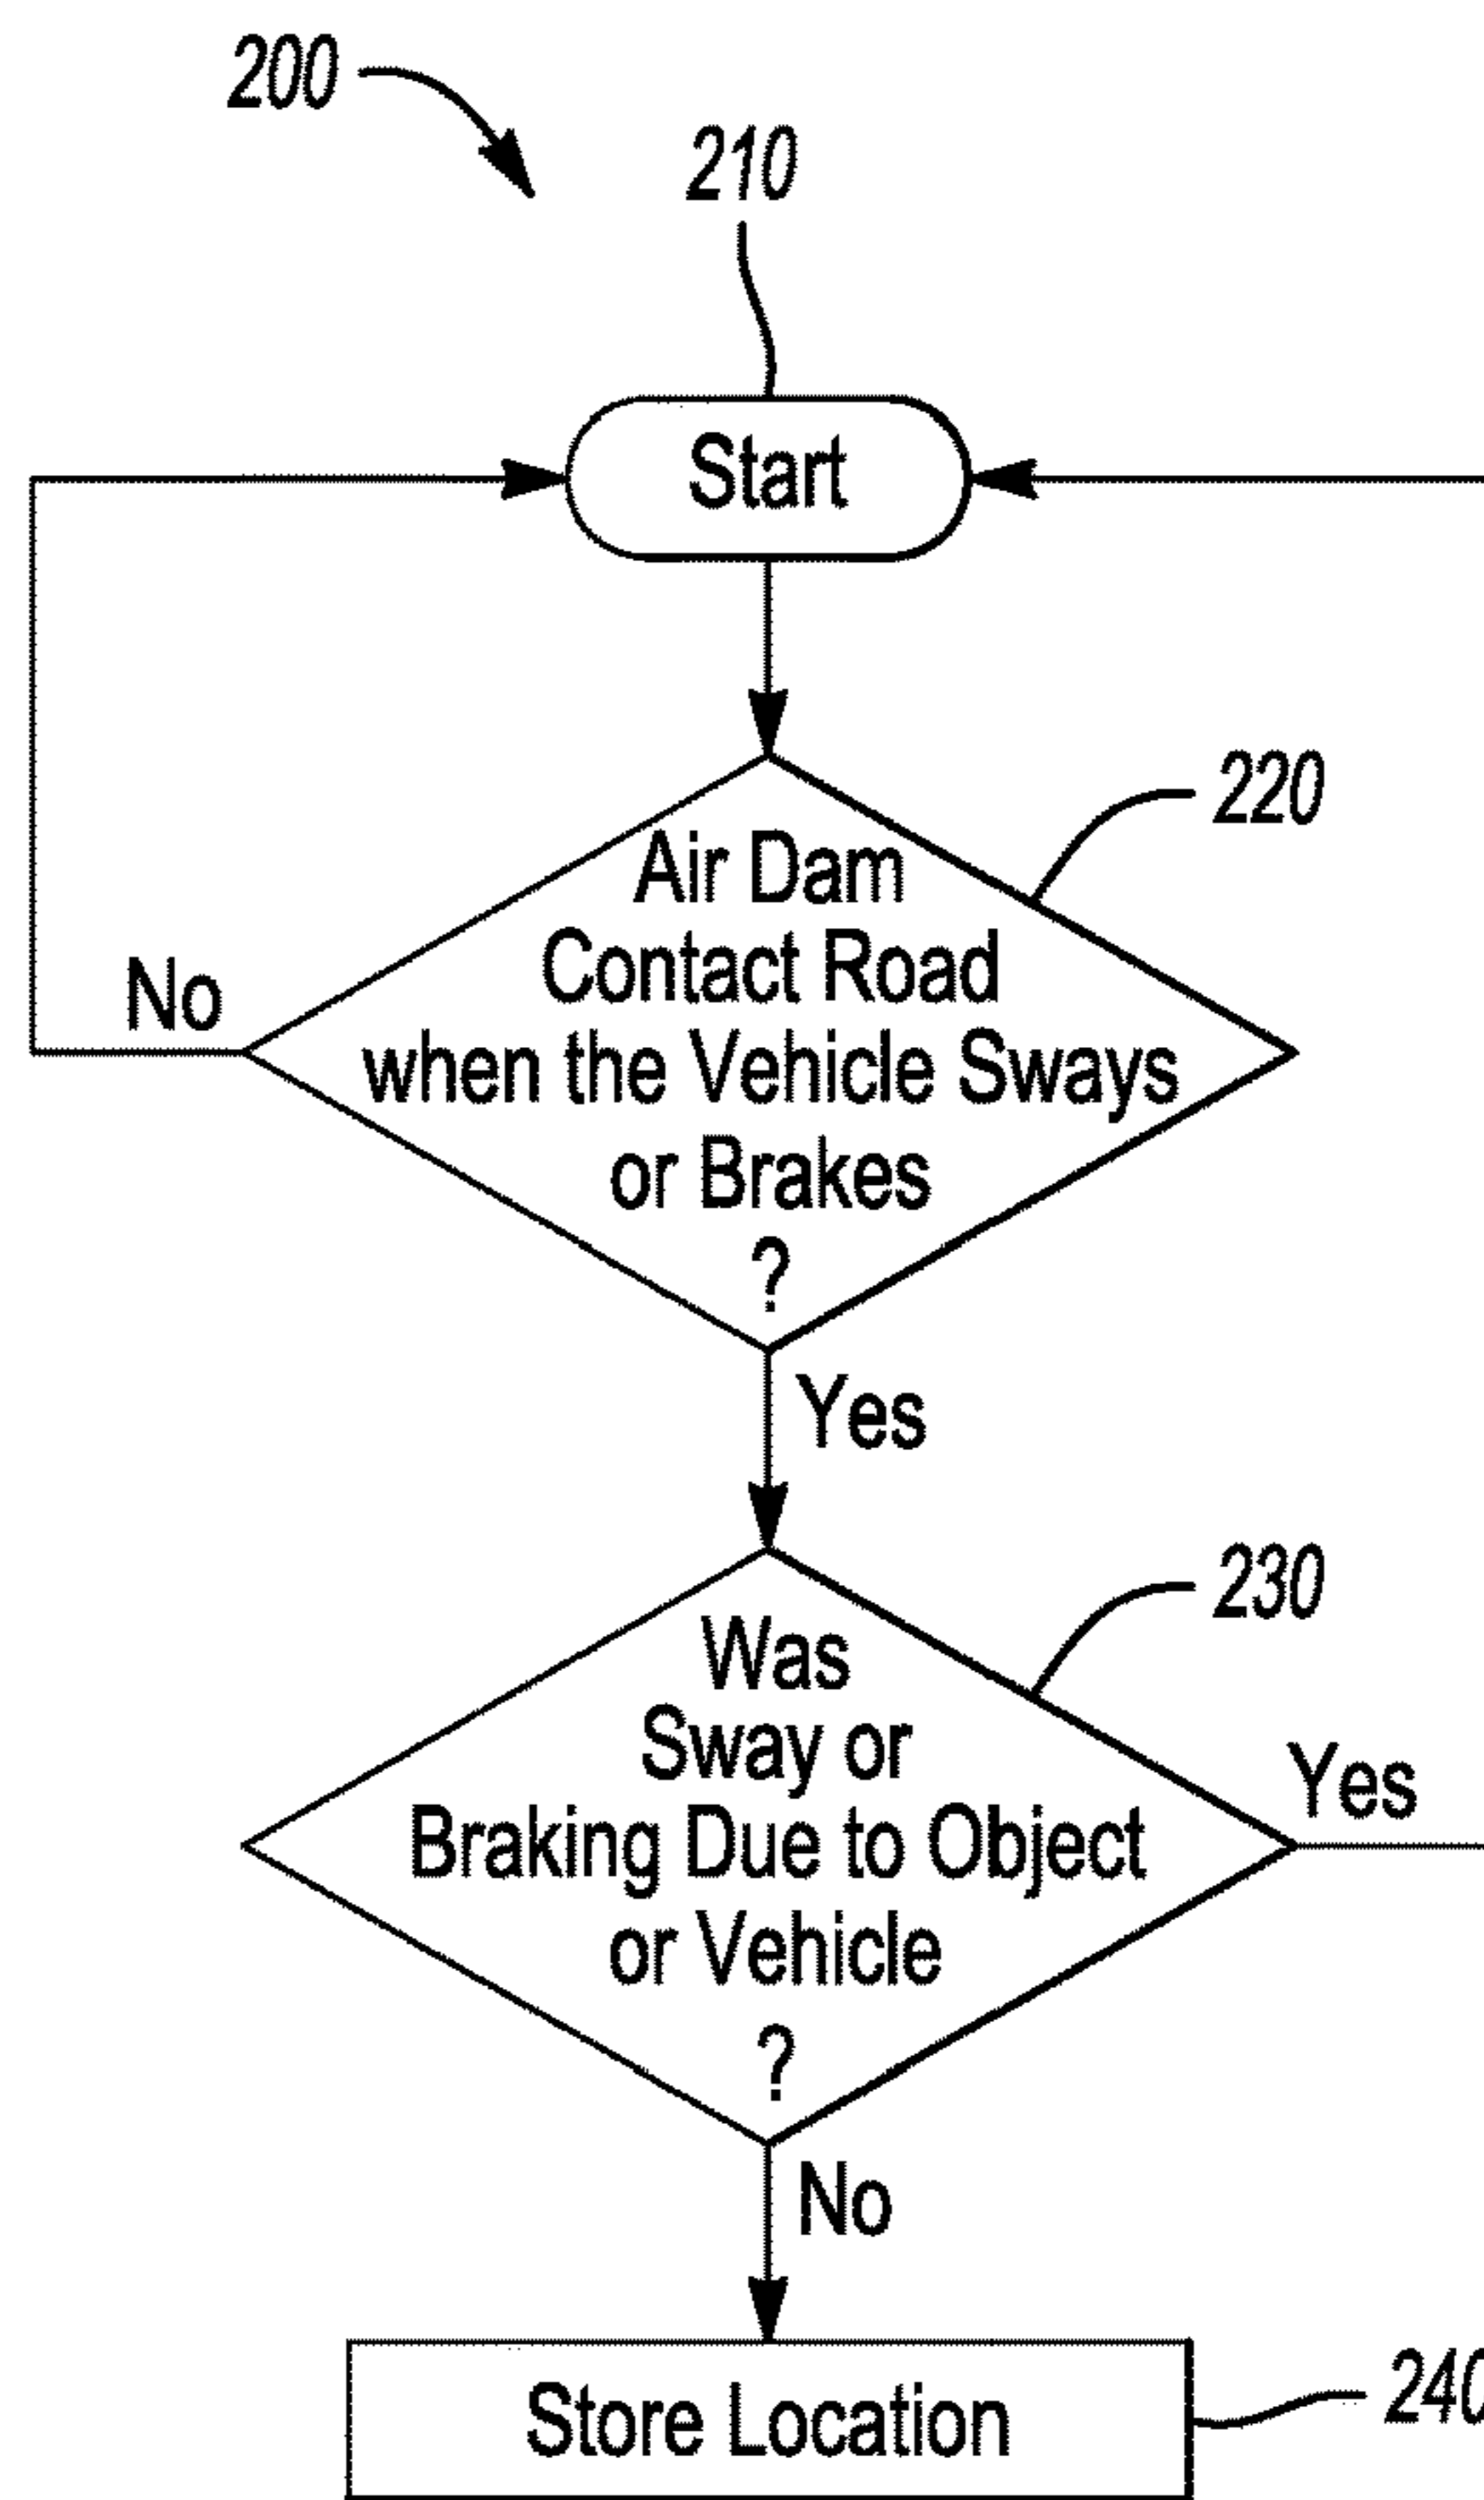 200
210
Start
220
Air Dam
Contact Road
when the Vehicle Sways
or Brakes
?
No
Yes
230
Was
Sway or
Braking Due to Object
or Vehicle
?
Yes
No
Store Location
240